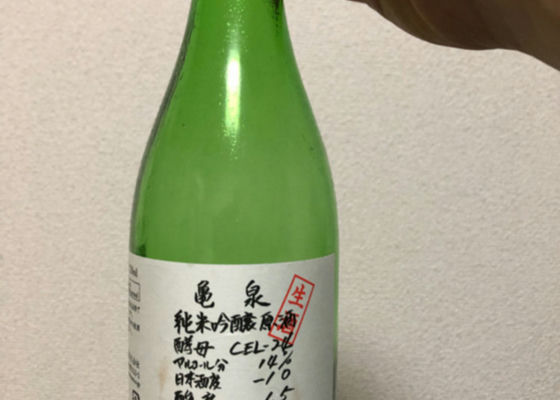 亀泉
生酒
純米吟醸原酒
酵母 CEL-24
アルコール分 14%
日本酒度 -10